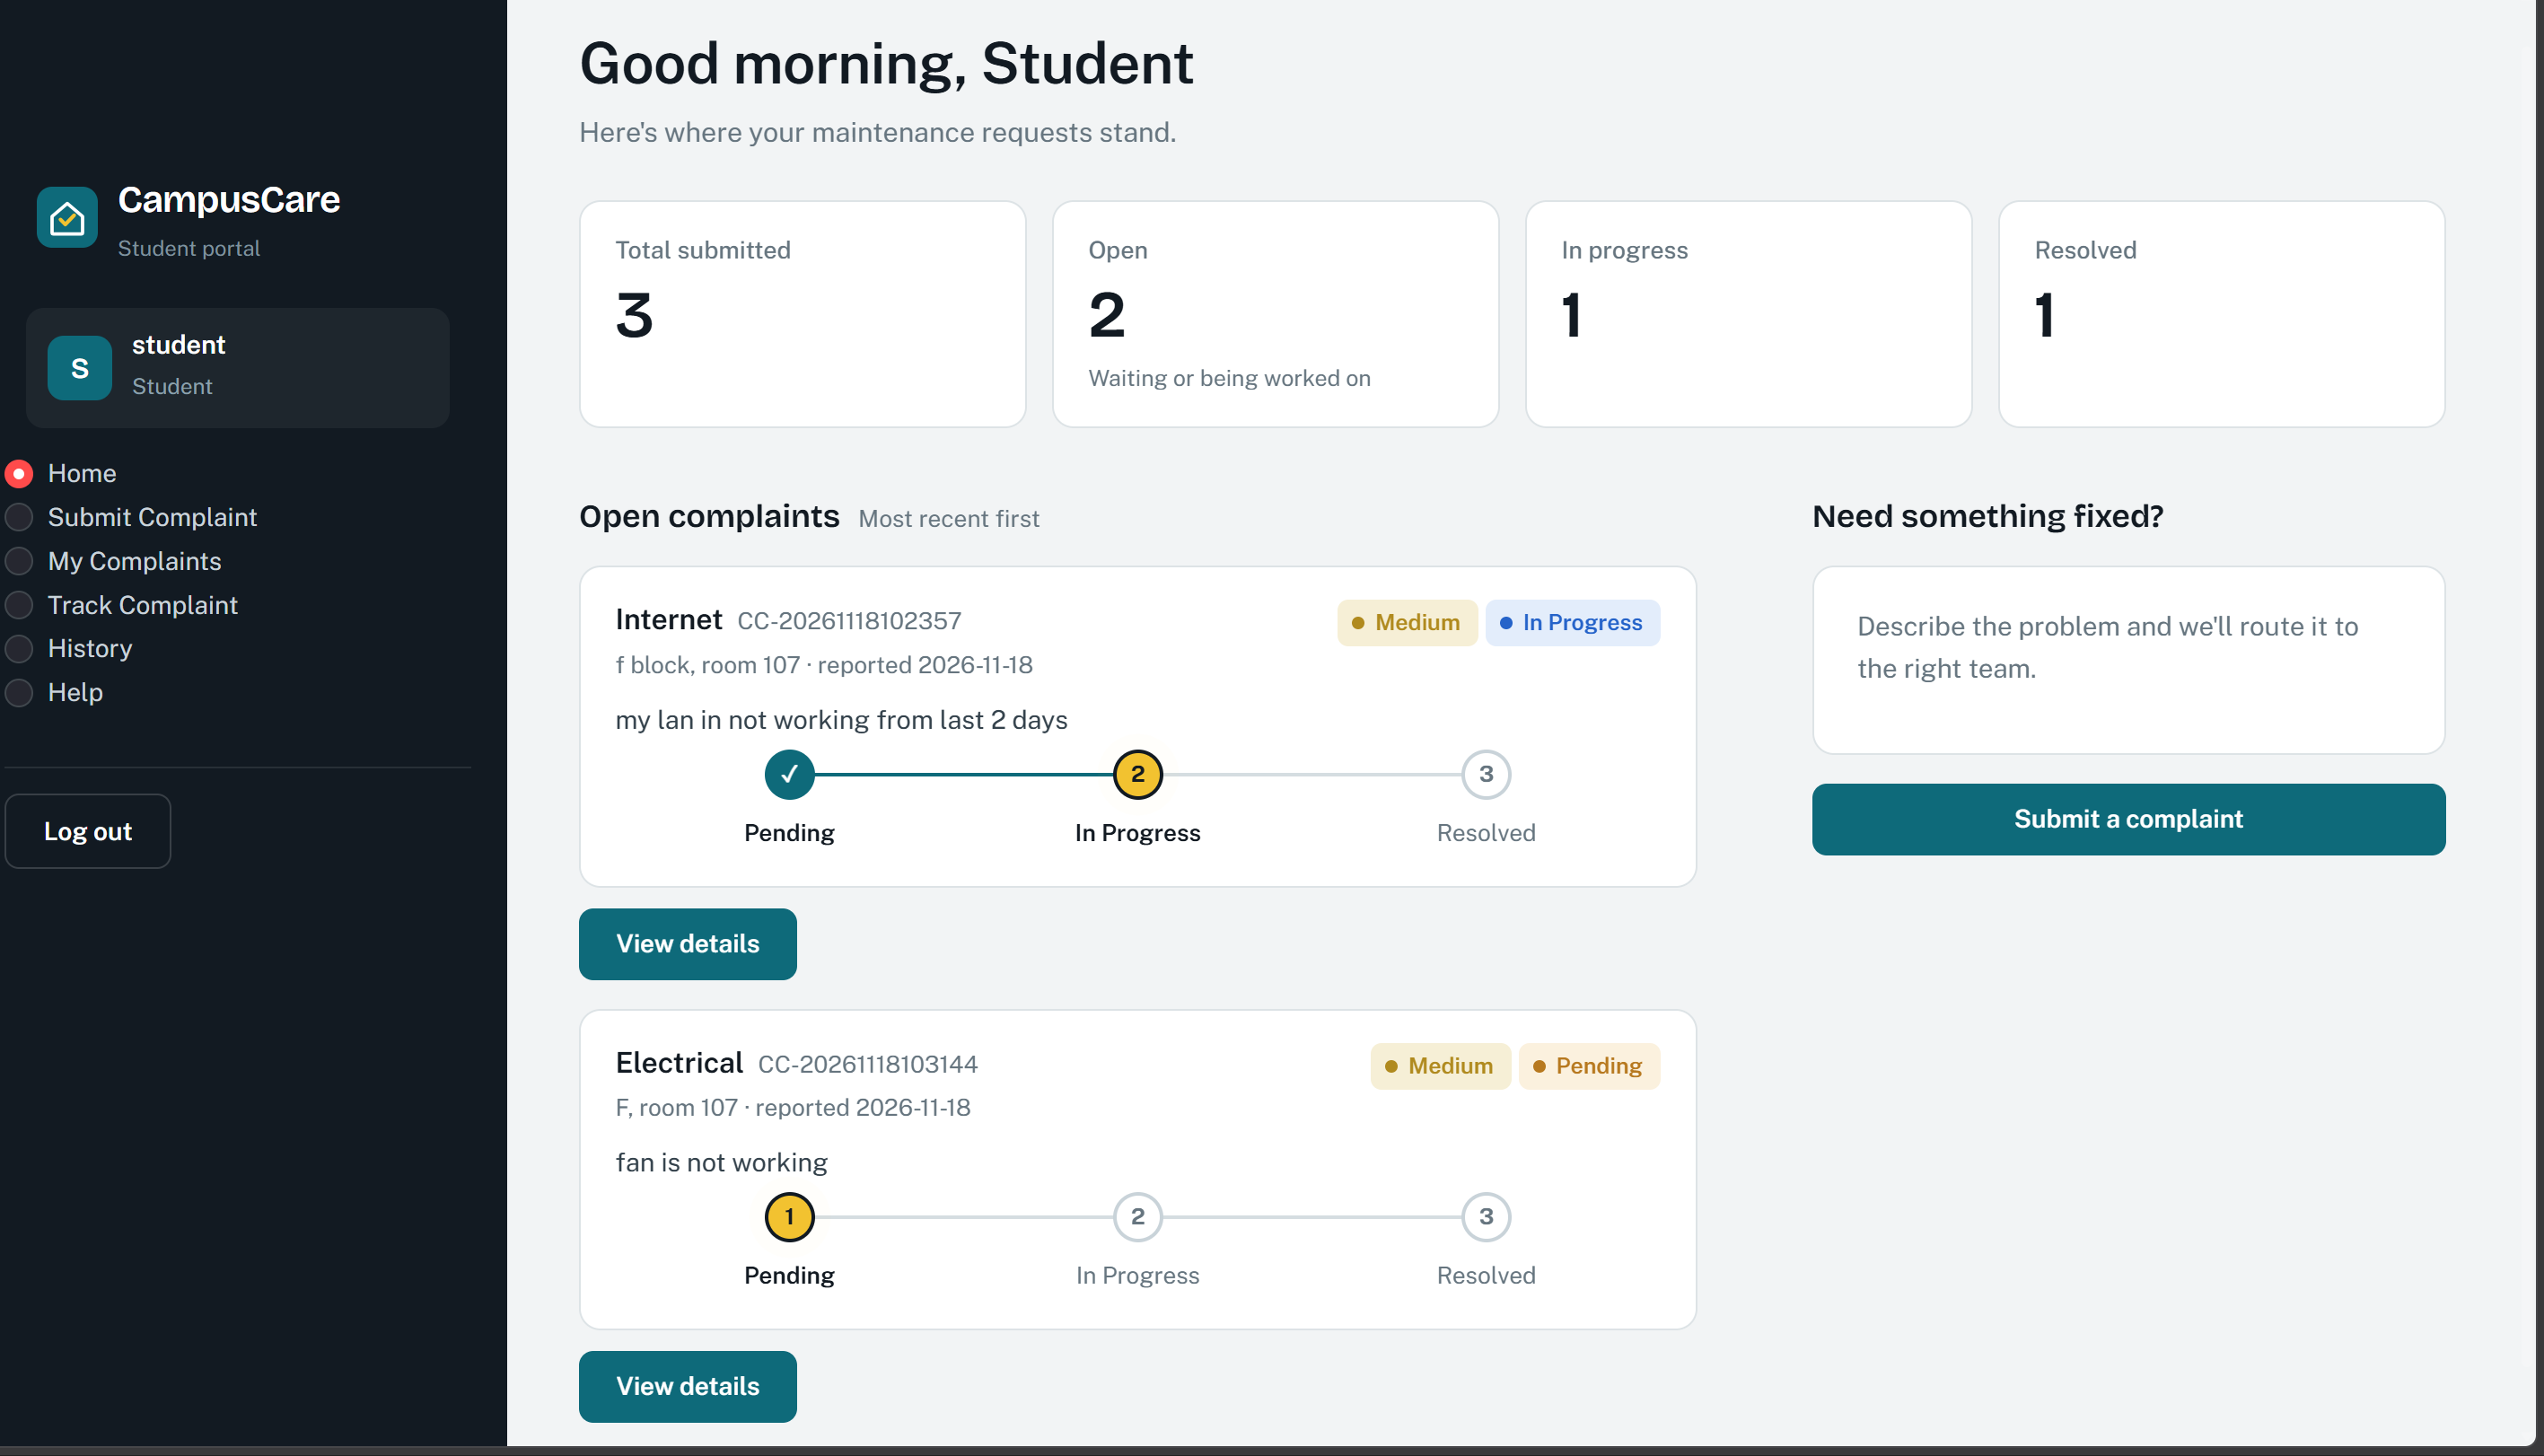 CampusCare
Student portal
S
student
Student
Home
Submit Complaint
My Complaints
Track Complaint
History
Help
Log out
Good morning, Student
Here's where your maintenance requests stand.
Total submitted
3
Open
2
Waiting or being worked on
In progress
1
Resolved
1
Open complaints Most recent first
Internet CC-20261118102357
Medium In Progress
f block, room 107 · reported 2026-11-18
my lan in not working from last 2 days
✓ 2 3
Pending In Progress Resolved
View details
Electrical CC-20261118103144
Medium Pending
F, room 107 · reported 2026-11-18
fan is not working
1 2 3
Pending In Progress Resolved
View details
Need something fixed?
Describe the problem and we'll route it to
the right team.
Submit a complaint